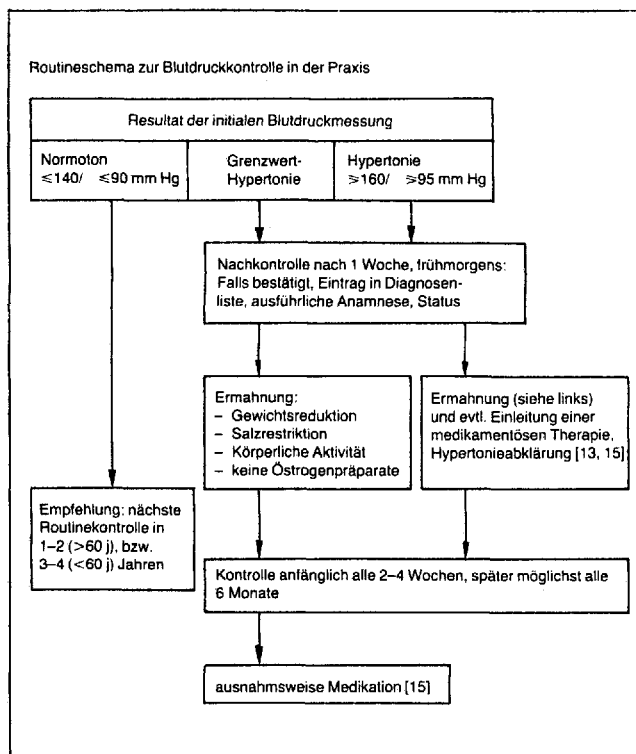 Routineschema zur Blutdruckkontrolle in der Praxis
Resultat der initialen Blutdruckmessung
Normoton
≤140/ ≤90 mm Hg
Grenzwert-
Hypertonie
Hypertonie
≥160/ ≥95 mm Hg
Nachkontrolle nach 1 Woche, frühmorgens:
Falls bestätigt, Eintrag in Diagnosen-
liste, ausführliche Anamnese, Status
Ermahnung:
– Gewichtsreduktion
– Salzrestriktion
– Körperliche Aktivität
– keine Östrogenpräparate
Ermahnung (siehe links)
und evtl. Einleitung einer
medikamentösen Therapie,
Hypertonieabklärung [13, 15]
Empfehlung: nächste
Routinekontrolle in
1–2 (>60 j), bzw.
3–4 (<60 j) Jahren
Kontrolle anfänglich alle 2–4 Wochen, später möglichst alle
6 Monate
ausnahmsweise Medikation [15]